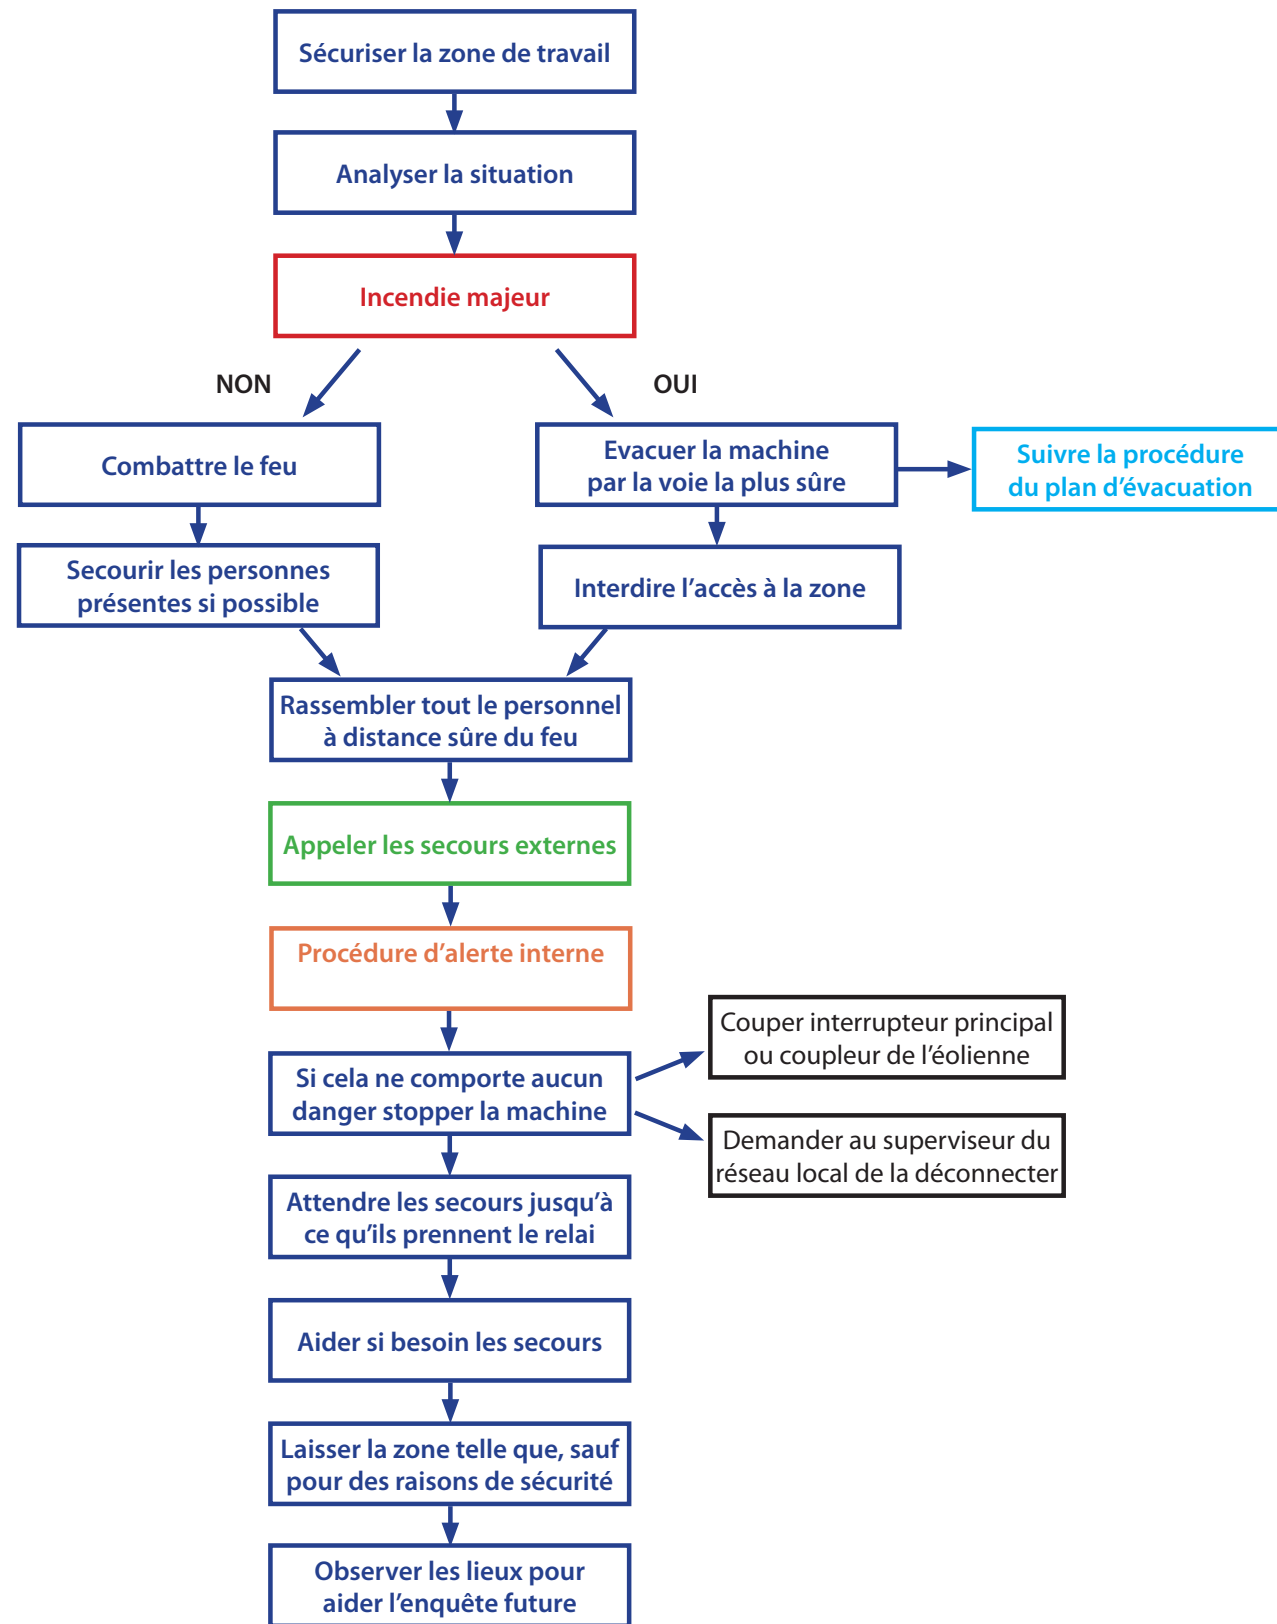 Sécuriser la zone de travail
Analyser la situation
Incendie majeur
NON
OUI
Combattre le feu
Evacuer la machine
par la voie la plus sûre
Suivre la procédure
du plan d’évacuation
Secourir les personnes
présentes si possible
Interdire l’accès à la zone
Rassembler tout le personnel
à distance sûre du feu
Appeler les secours externes
Procédure d’alerte interne
Si cela ne comporte aucun
danger stopper la machine
Couper interrupteur principal
ou coupleur de l’éolienne
Demander au superviseur du
réseau local de la déconnecter
Attendre les secours jusqu’à
ce qu’ils prennent le relai
Aider si besoin les secours
Laisser la zone telle que, sauf
pour des raisons de sécurité
Observer les lieux pour
aider l’enquête future